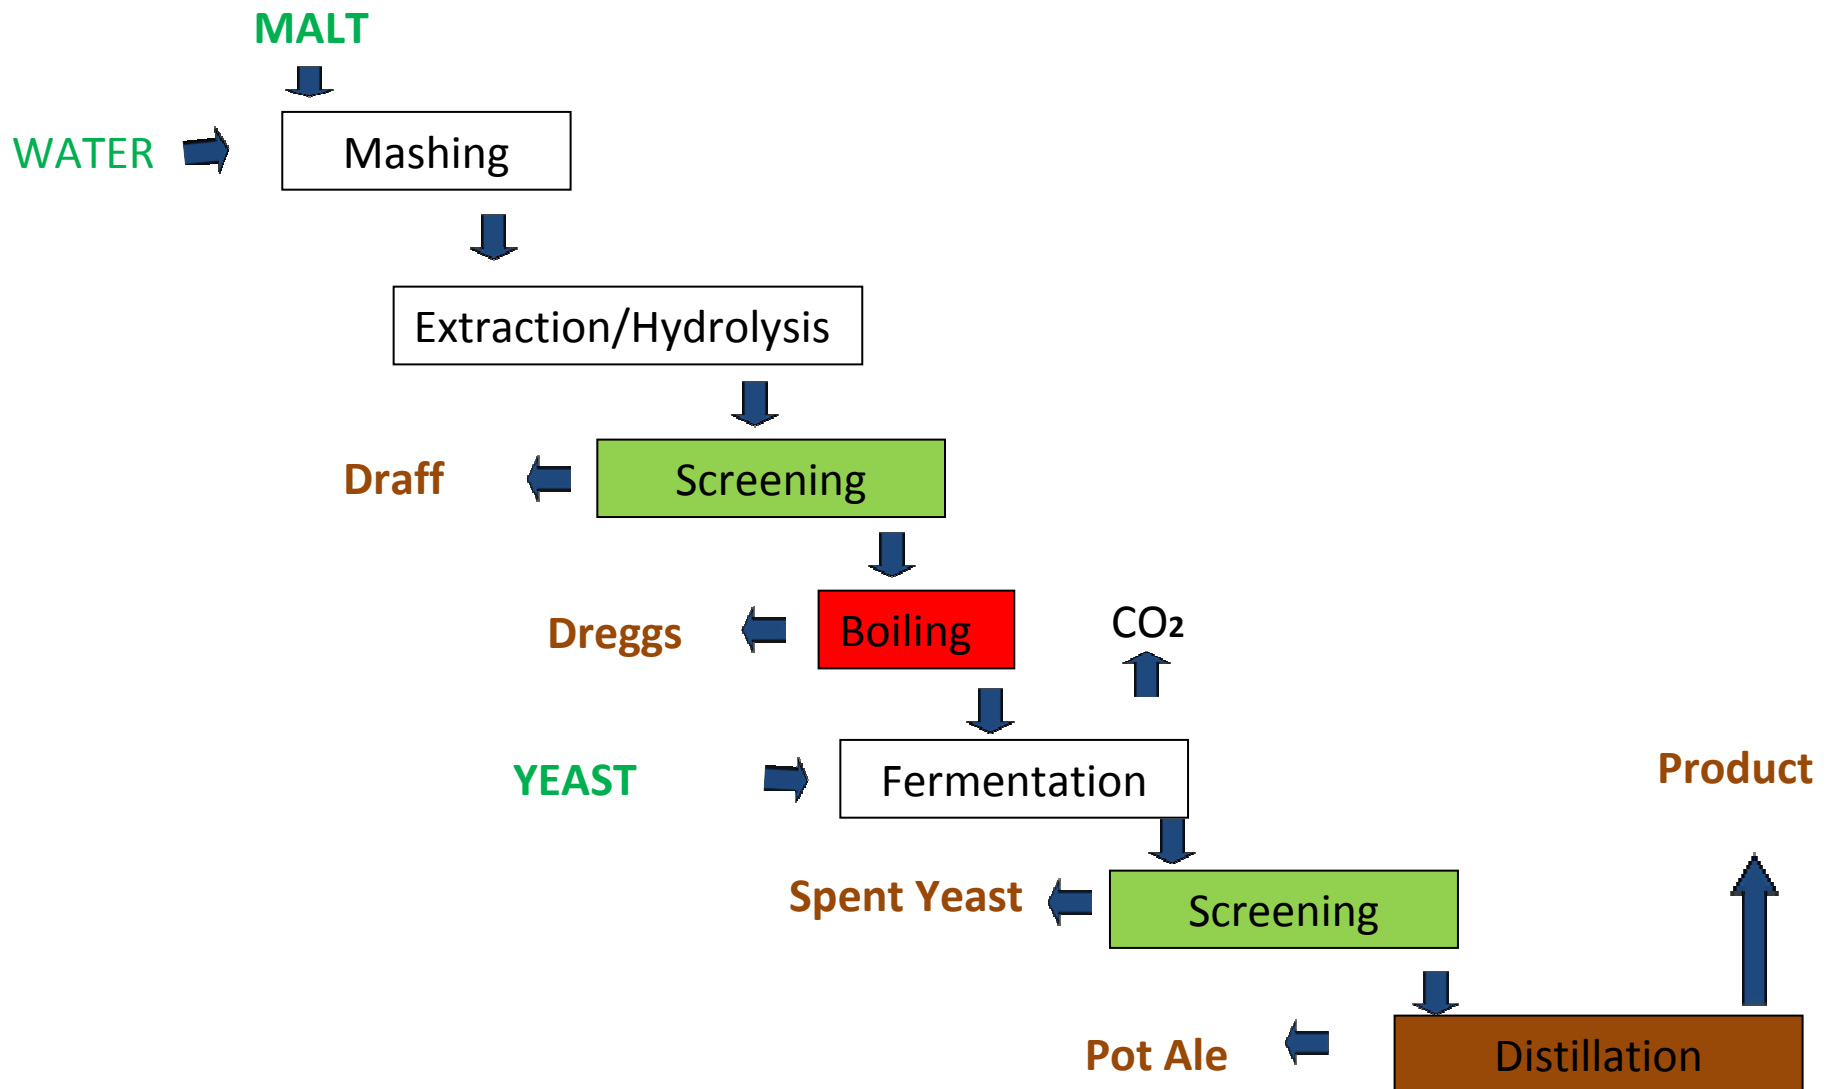 MALT
WATER
Mashing
Extraction/Hydrolysis
Draff
Screening
Dreggs
Boiling
CO2
YEAST
Fermentation
Product
Spent Yeast
Screening
Pot Ale
Distillation